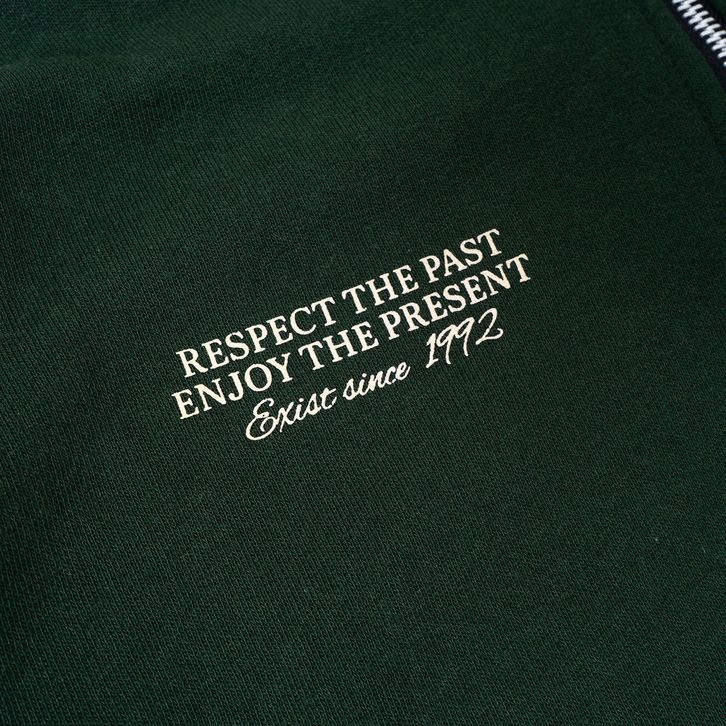 RESPECT THE PAST
ENJOY THE PRESENT
Exist since 1992